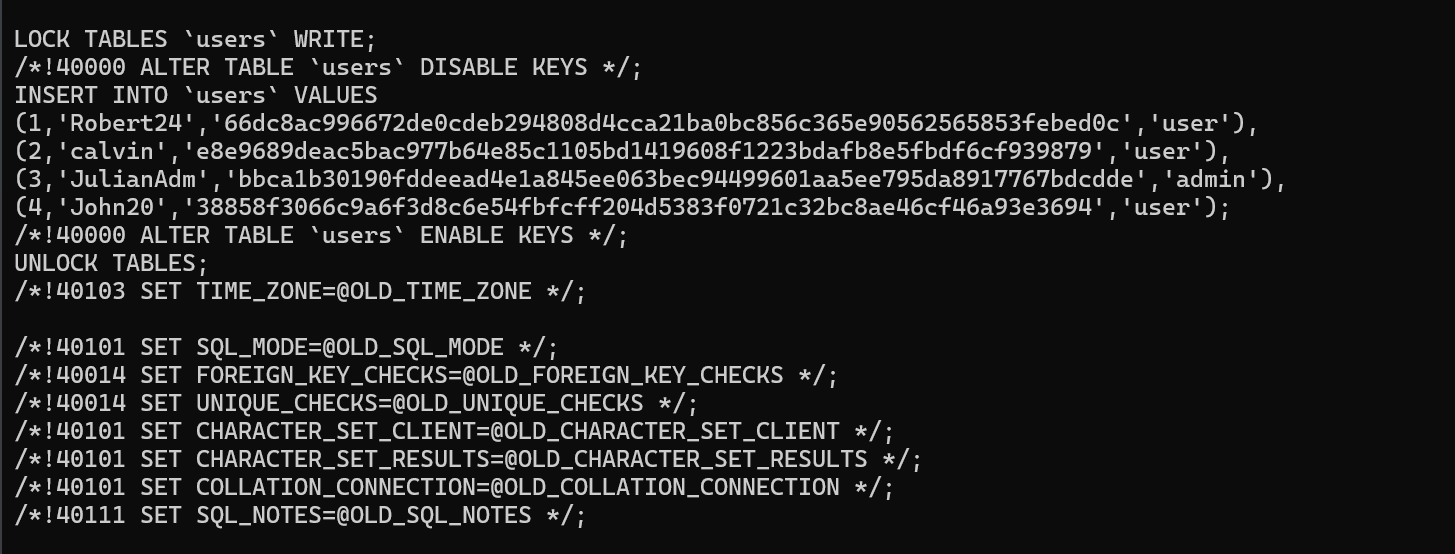 LOCK TABLES `users` WRITE;
/*!40000 ALTER TABLE `users` DISABLE KEYS */;
INSERT INTO `users` VALUES
(1,'Robert24','66dc8ac996672de0cdeb294808d4cca21ba0bc856c365e90562565853febed0c','user'),
(2,'calvin','e8e9689deac5bac977b64e85c1105bd1419608f1223bdafb8e5fbdf6cf939879','user'),
(3,'JulianAdm','bbca1b30190fddeead4e1a845ee063bec94499601aa5ee795da8917767bdcdde','admin'),
(4,'John20','38858f3066c9a6f3d8c6e54fbfcff204d5383f0721c32bc8ae46cf46a93e3694','user');
/*!40000 ALTER TABLE `users` ENABLE KEYS */;
UNLOCK TABLES;
/*!40103 SET TIME_ZONE=@OLD_TIME_ZONE */;
/*!40101 SET SQL_MODE=@OLD_SQL_MODE */;
/*!40014 SET FOREIGN_KEY_CHECKS=@OLD_FOREIGN_KEY_CHECKS */;
/*!40014 SET UNIQUE_CHECKS=@OLD_UNIQUE_CHECKS */;
/*!40101 SET CHARACTER_SET_CLIENT=@OLD_CHARACTER_SET_CLIENT */;
/*!40101 SET CHARACTER_SET_RESULTS=@OLD_CHARACTER_SET_RESULTS */;
/*!40101 SET COLLATION_CONNECTION=@OLD_COLLATION_CONNECTION */;
/*!40111 SET SQL_NOTES=@OLD_SQL_NOTES */;